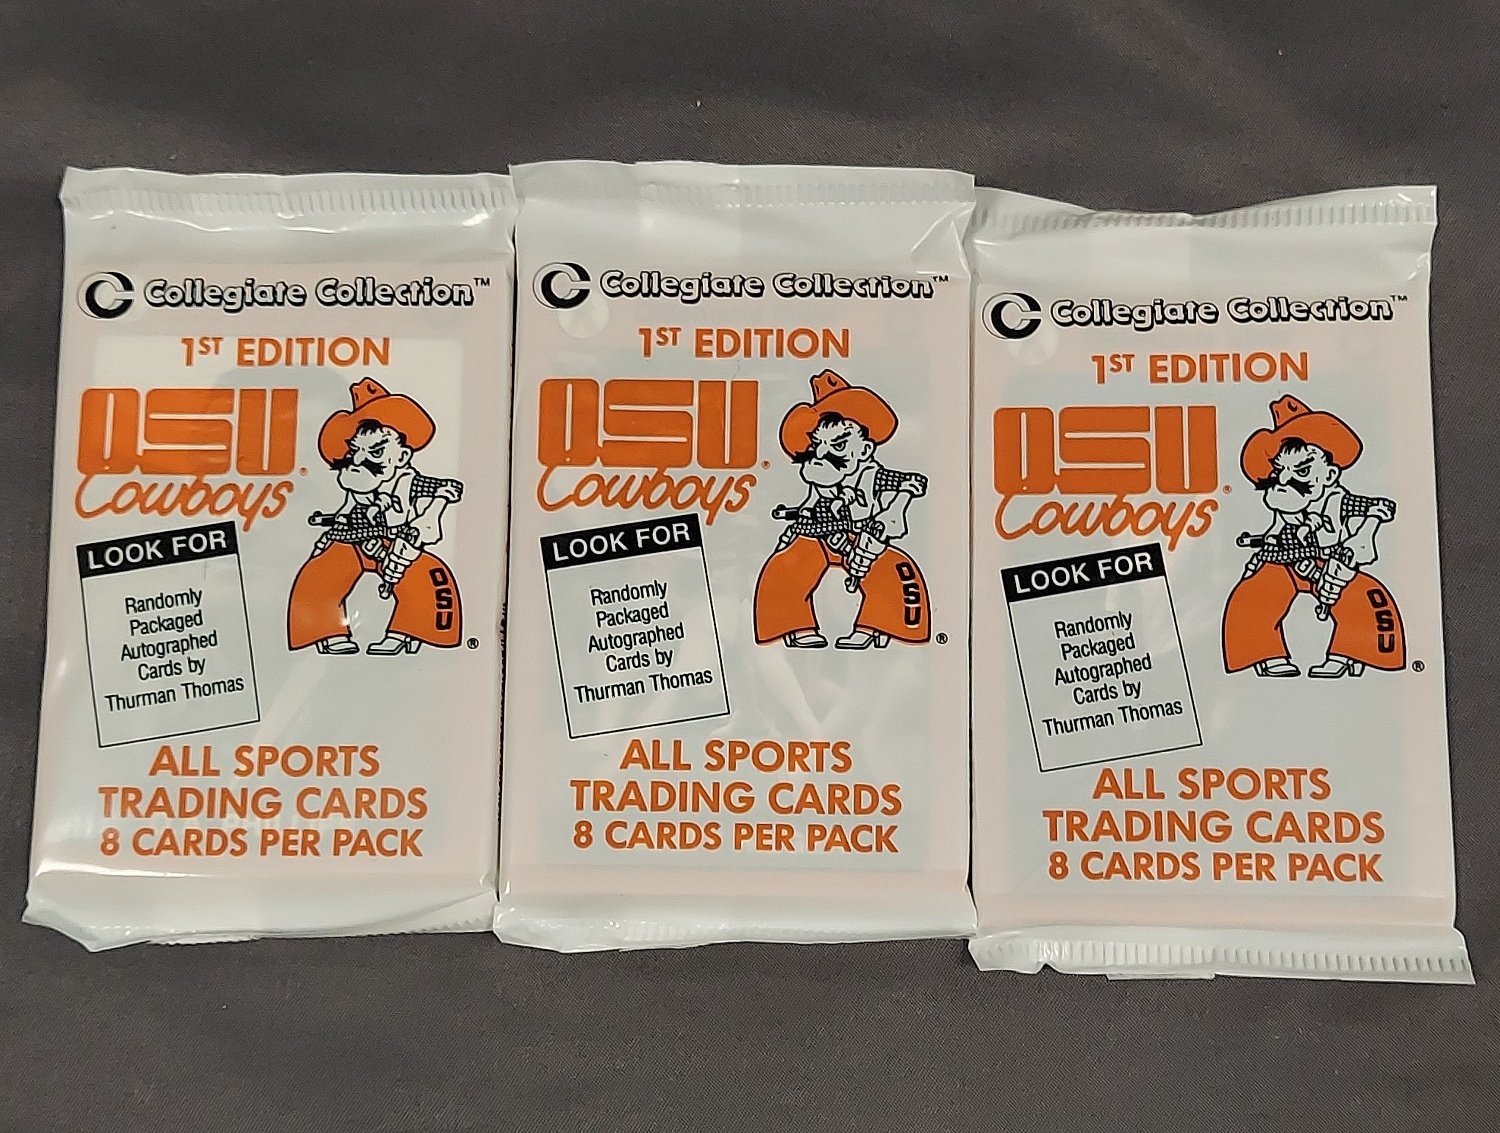 Collegiate Collection™
1ST EDITION
OSU®
Cowboys
LOOK FOR
Randomly
Packaged
Autographed
Cards by
Thurman Thomas
OSU
®
ALL SPORTS
TRADING CARDS
8 CARDS PER PACK
Collegiate Collection™
1ST EDITION
OSU®
Cowboys
LOOK FOR
Randomly
Packaged
Autographed
Cards by
Thurman Thomas
OSU
®
ALL SPORTS
TRADING CARDS
8 CARDS PER PACK
Collegiate Collection™
1ST EDITION
OSU®
Cowboys
LOOK FOR
Randomly
Packaged
Autographed
Cards by
Thurman Thomas
OSU
®
ALL SPORTS
TRADING CARDS
8 CARDS PER PACK